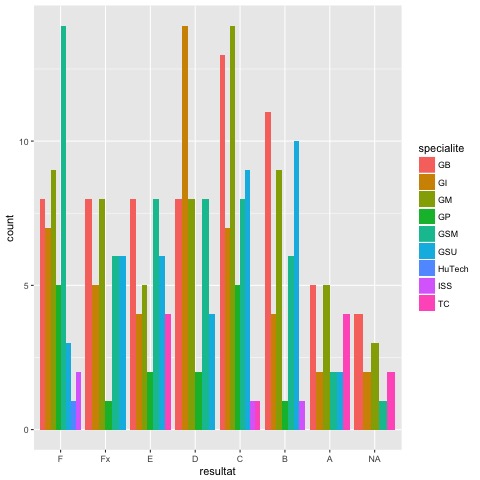 count
10
5
0
F Fx E D C B A NA
resultat
specialite
GB
GI
GM
GP
GSM
GSU
HuTech
ISS
TC